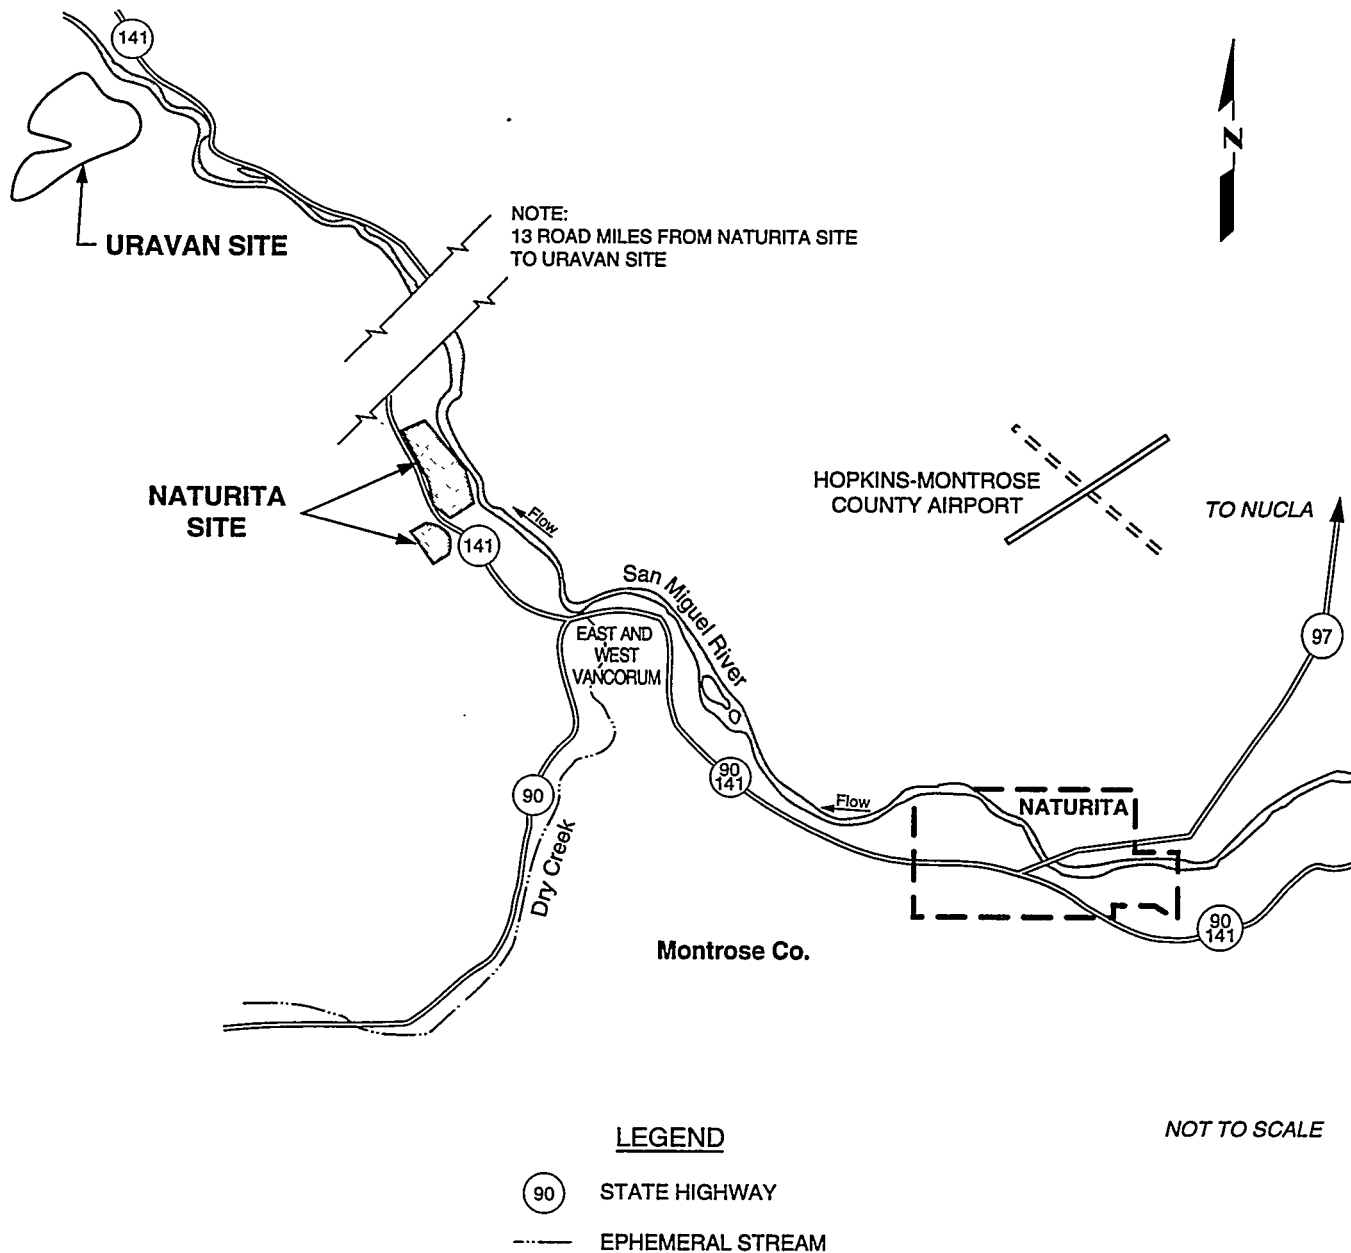 141
N
URAVAN SITE
NOTE:
13 ROAD MILES FROM NATURITA SITE
TO URAVAN SITE
HOPKINS-MONTROSE
COUNTY AIRPORT
TO NUCLA
NATURITA
SITE
Flow
141
San Miguel River
97
EAST AND
WEST
VANCORUM
90
141
90
Flow
NATURITA
Dry Creek
90
141
Montrose Co.
LEGEND
NOT TO SCALE
90 STATE HIGHWAY
EPHEMERAL STREAM